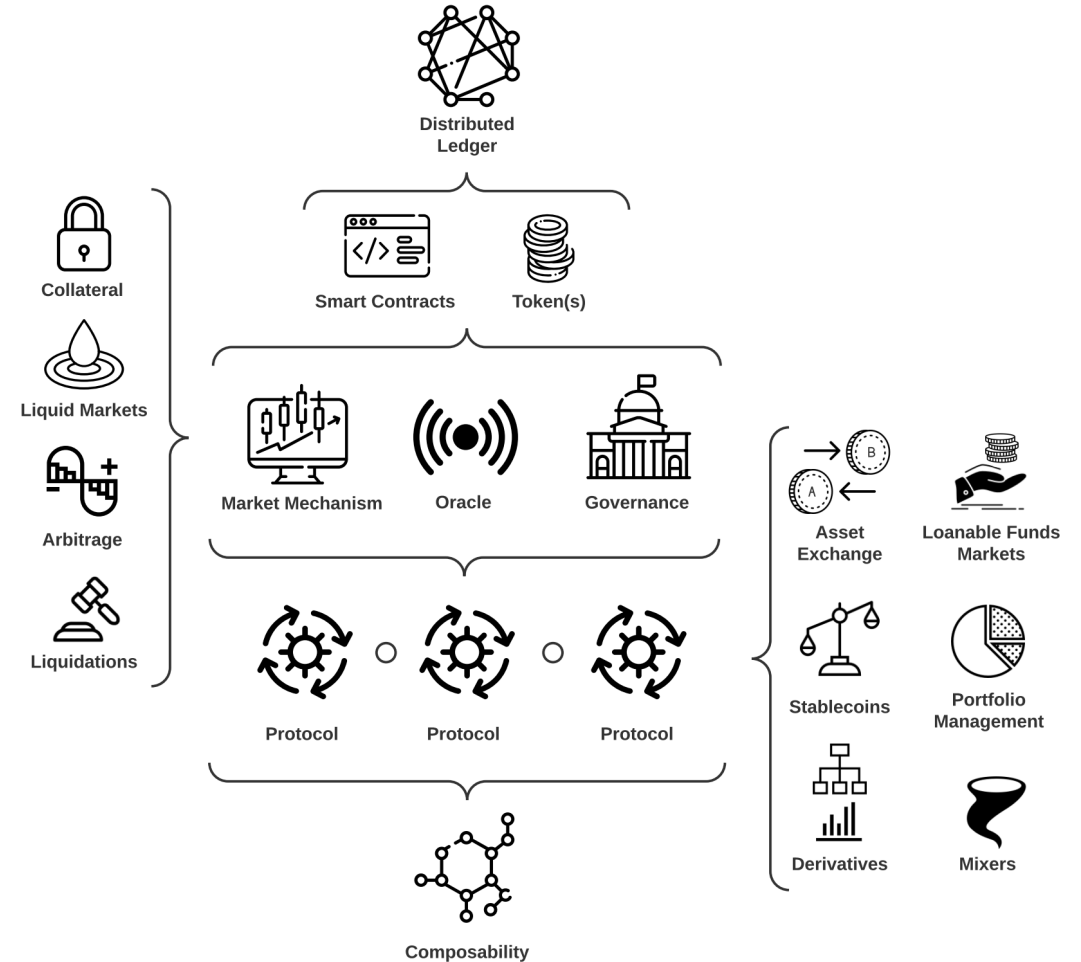 Distributed
Ledger
Smart Contracts
Token(s)
Collateral
Liquid Markets
Arbitrage
Liquidations
Market Mechanism
Oracle
Governance
Protocol
Protocol
Protocol
Composability
B
A
Asset
Exchange
Loanable Funds
Markets
Stablecoins
Portfolio
Management
Derivatives
Mixers